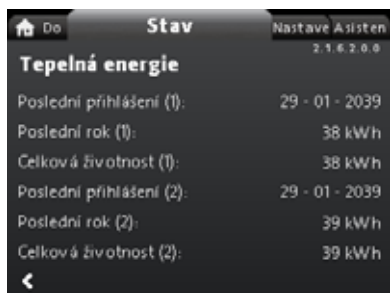 Do Stav Nastave Asisten
2.1.6.2.0.0
Tepelná energie
Poslední přihlášení (1): 29 - 01 - 2039
Poslední rok (1): 38 kWh
Celková životnost (1): 38 kWh
Poslední přihlášení (2): 29 - 01 - 2039
Poslední rok (2): 39 kWh
Celková životnost (2): 39 kWh